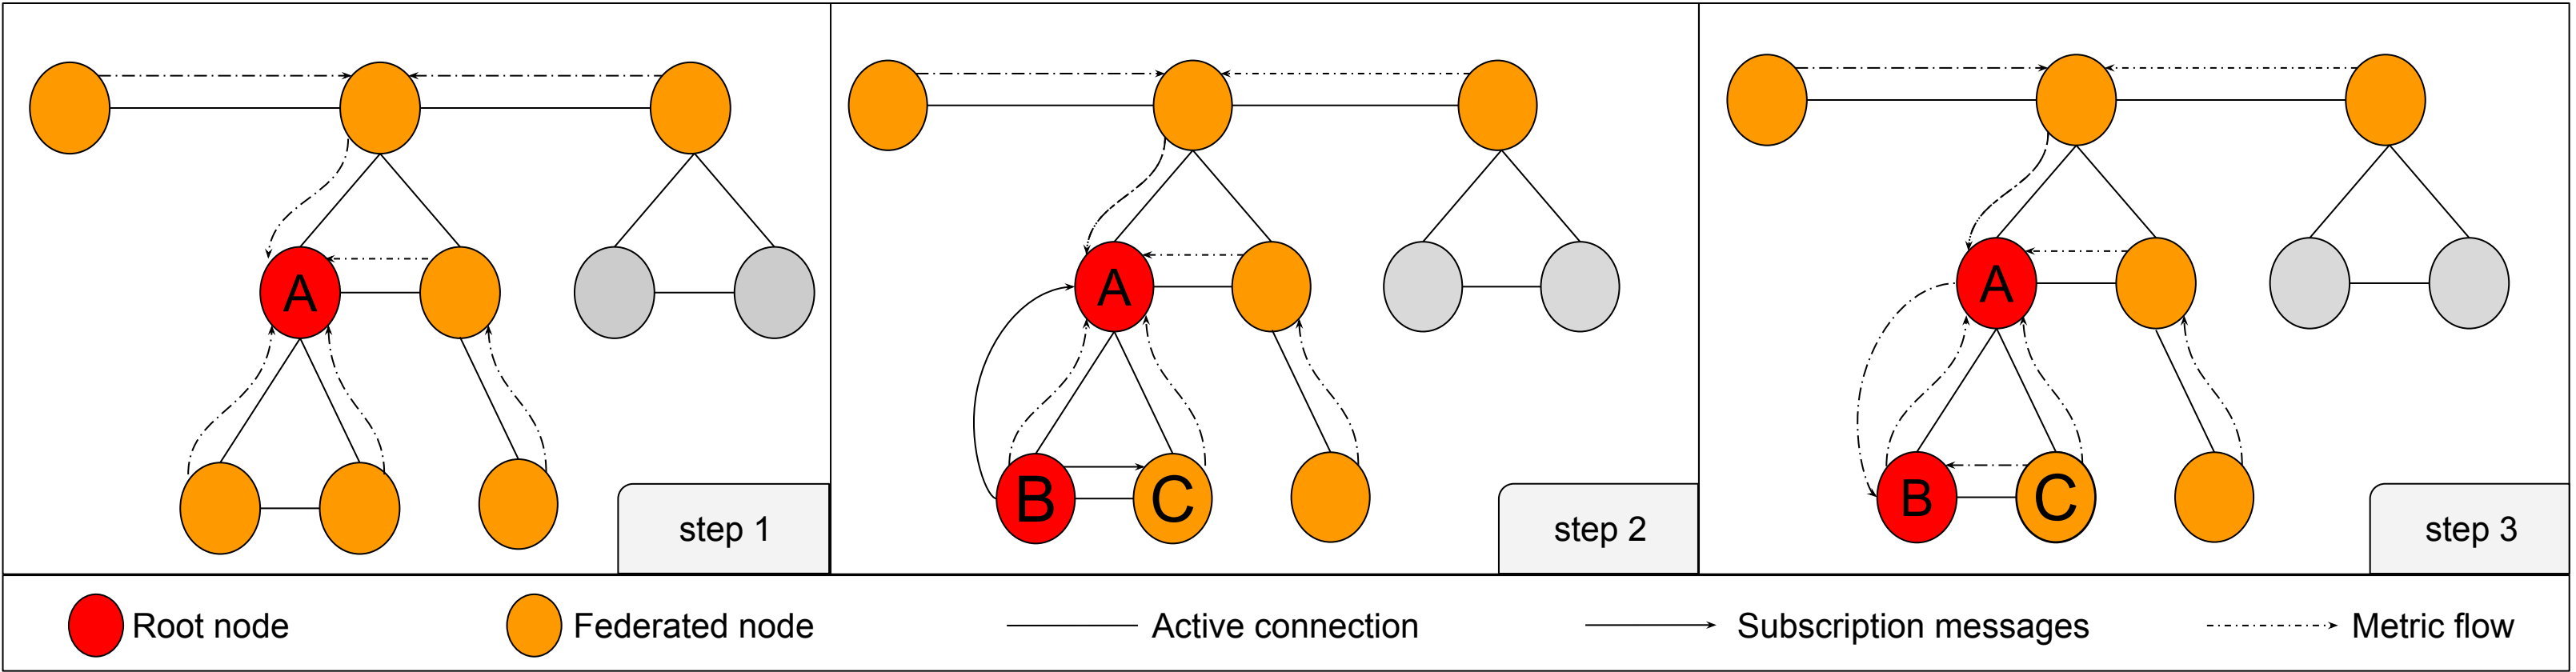 A
step 1
A
B
C
step 2
A
B
C
step 3
Root node
Federated node
Active connection
Subscription messages
Metric flow